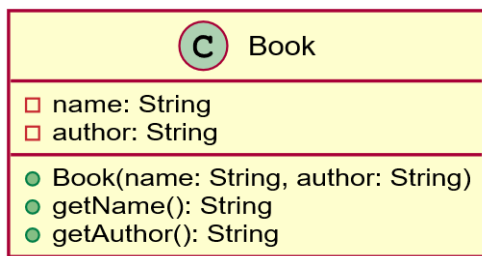 C Book
name: String
author: String
Book(name: String, author: String)
getName(): String
getAuthor(): String